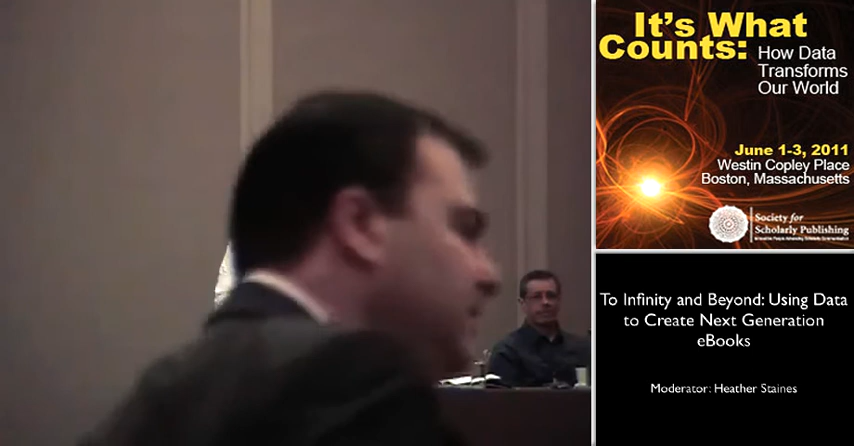 It's What
Counts: How Data
Transforms
Our World
June 1-3, 2011
Westin Copley Place
Boston, Massachusetts
Society for
Scholarly Publishing
To Infinity and Beyond: Using Data
to Create Next Generation
eBooks
Moderator: Heather Staines